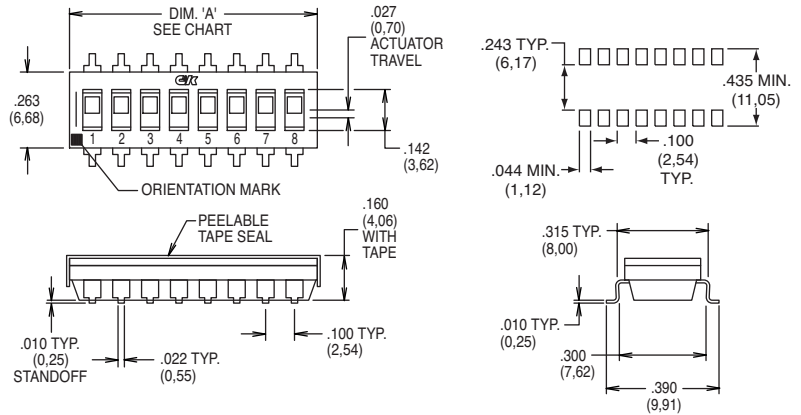 DIM. 'A'
SEE CHART
.027
(0,70)
ACTUATOR
TRAVEL
C&K
.263
(6,68)
1 2 3 4 5 6 7 8
.142
(3,62)
ORIENTATION MARK
.243 TYP.
(6,17)
.435 MIN.
(11,05)
.100
(2,54)
TYP.
.044 MIN.
(1,12)
PEELABLE
TAPE SEAL
.160
(4,06)
WITH
TAPE
.010 TYP.
(0,25)
STANDOFF
.022 TYP.
(0,55)
.100 TYP.
(2,54)
.315 TYP.
(8,00)
.010 TYP.
(0,25)
.300
(7,62)
.390
(9,91)